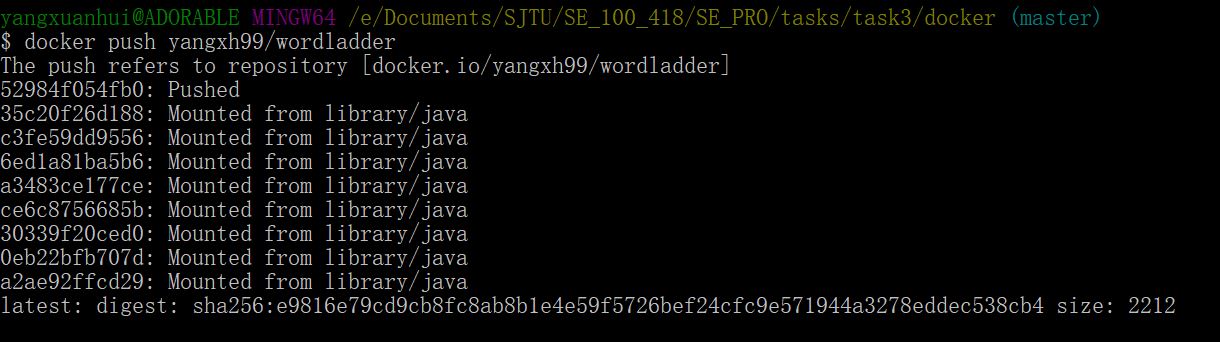 yangxuanhui@ADORABLE MINGW64 /e/Documents/SJTU/SE_100_418/SE_PRO/tasks/task3/docker (master)
$ docker push yangxh99/wordladder
The push refers to repository [docker.io/yangxh99/wordladder]
52984f054fb0: Pushed
35c20f26d188: Mounted from library/java
c3fe59dd9556: Mounted from library/java
6ed1a81ba5b6: Mounted from library/java
a3483ce177ce: Mounted from library/java
ce6c8756685b: Mounted from library/java
30339f20ced0: Mounted from library/java
0eb22bfb707d: Mounted from library/java
a2ae92ffcd29: Mounted from library/java
latest: digest: sha256:e9816e79cd9cb8fc8ab8b1e4e59f5726bef24cfc9e571944a3278eddec538cb4 size: 2212